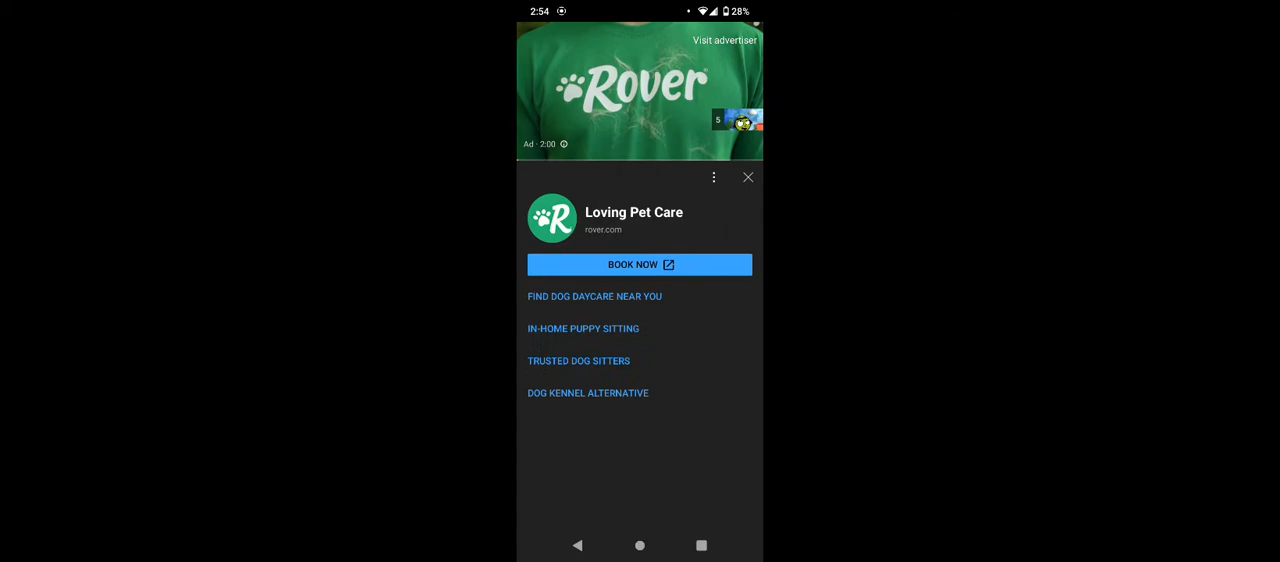 2:54
28%
Visit advertiser
Rover
5
Ad · 2:00
Loving Pet Care
rover.com
BOOK NOW
FIND DOG DAYCARE NEAR YOU
IN-HOME PUPPY SITTING
TRUSTED DOG SITTERS
DOG KENNEL ALTERNATIVE